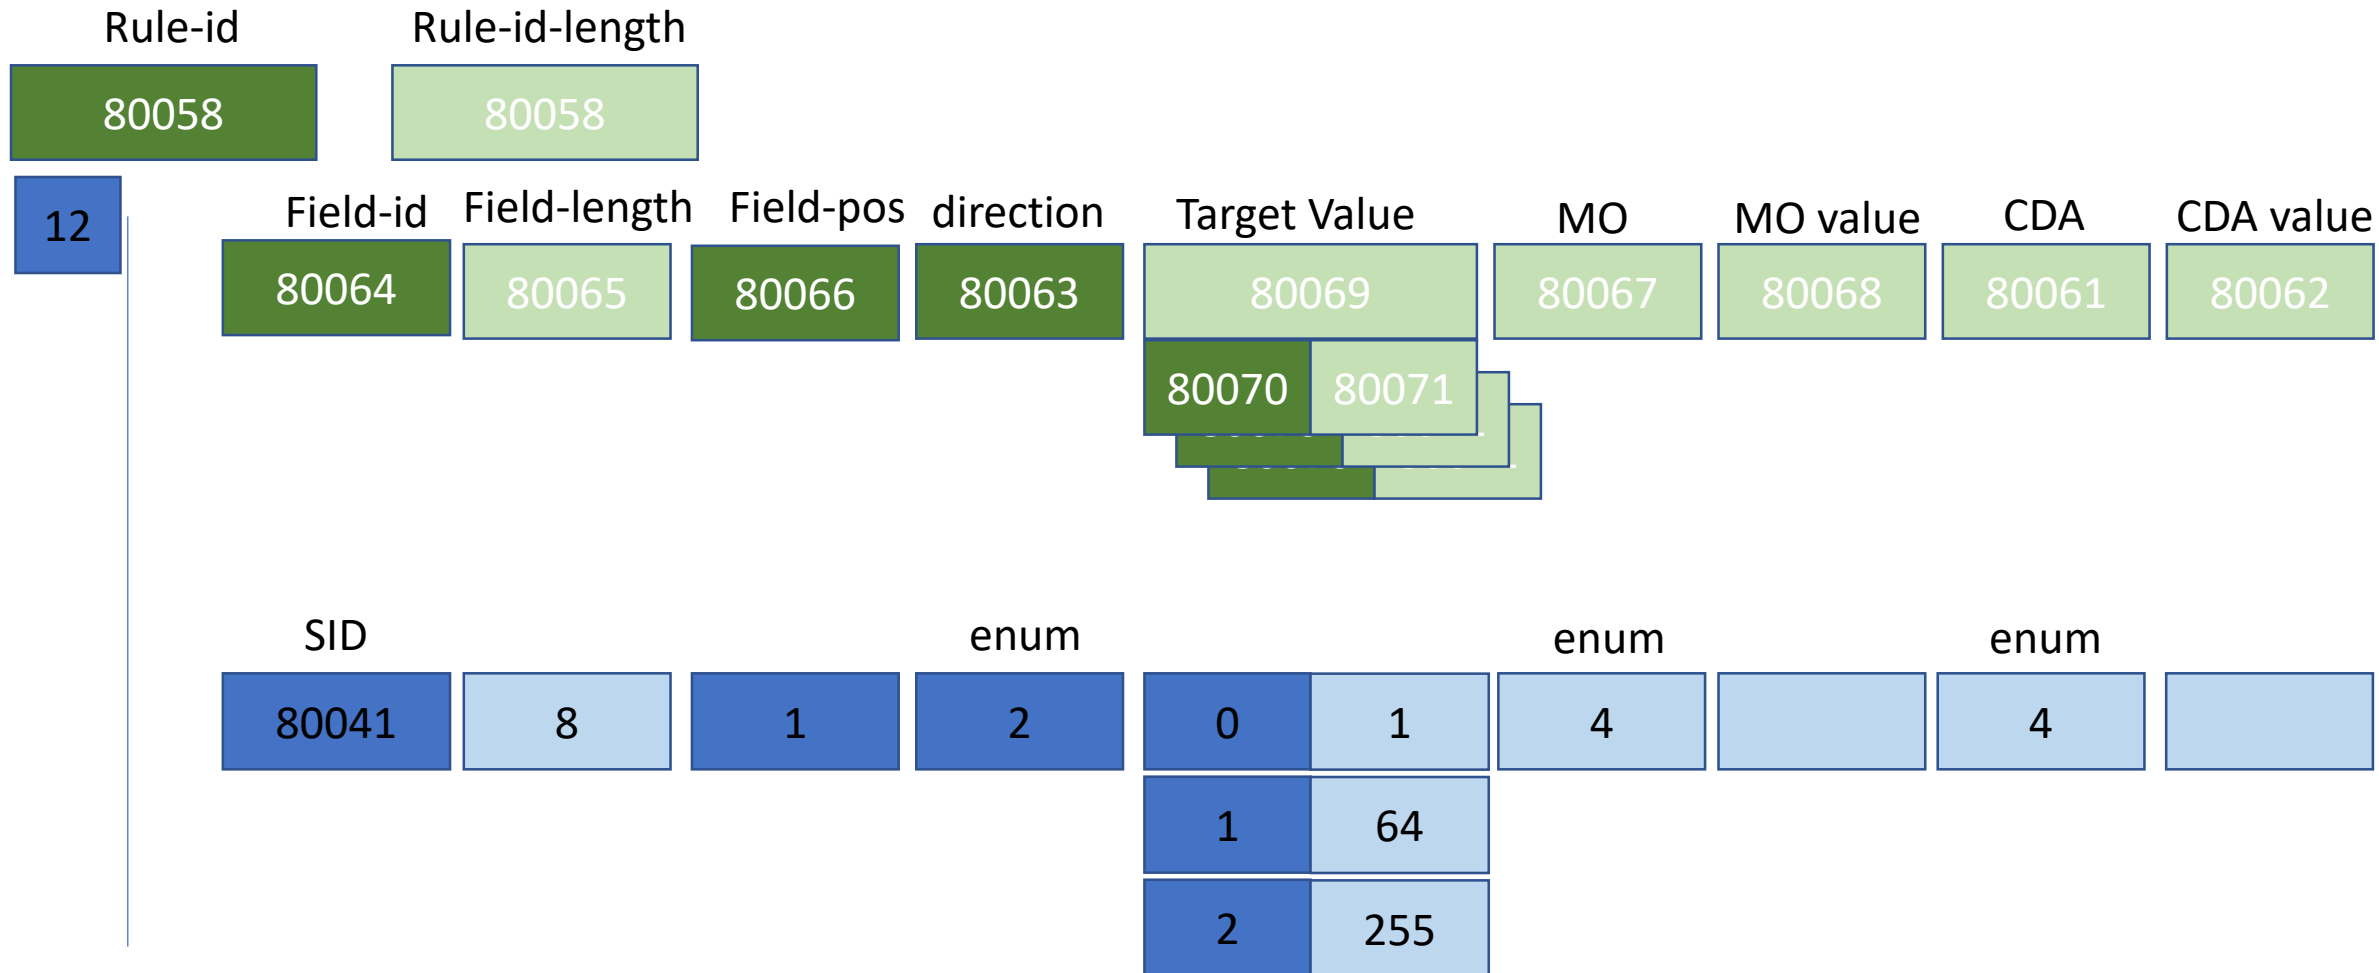 Rule-id Rule-id-length
80058 80058
12
Field-id Field-length Field-pos direction Target Value MO MO value CDA CDA value
80064 80065 80066 80063 80069 80067 80068 80061 80062
80070 80071
SID enum enum enum
80041 8 1 2 0 1 4 4
1 64
2 255